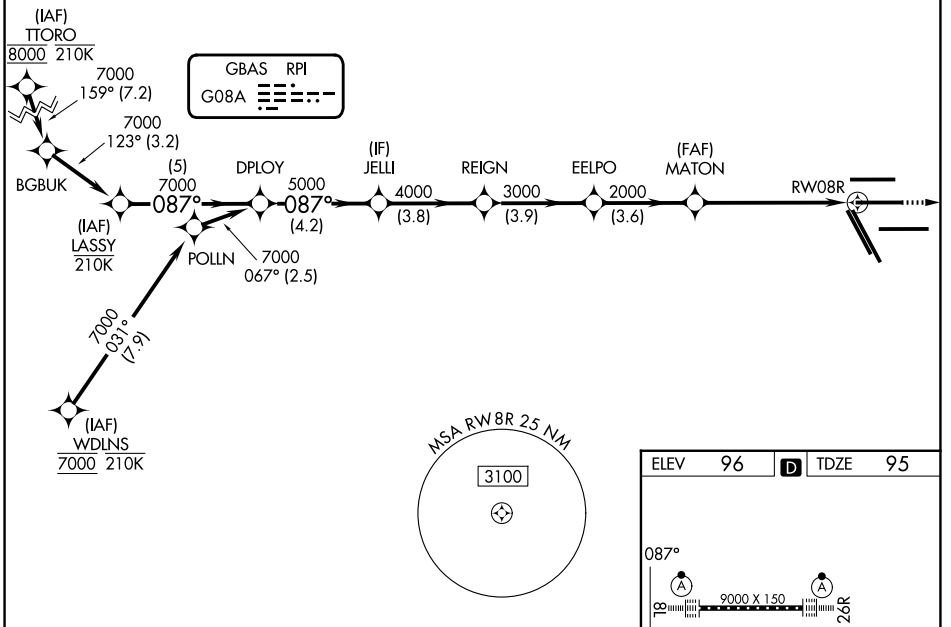 (IAF)
TTORO
8000 210K
7000
159° (7.2)
7000
123° (3.2)
BGBUK
GBAS RPI
G08A
(IAF)
LASSY
210K
(5)
7000
087°
DPLOY
5000
087°
(4.2)
POLLN
7000
067° (2.5)
7000
031°
(7.9)
(IAF)
WDLNS
7000 210K
(IF)
JELLI
4000
(3.8)
REIGN
3000
(3.9)
EELPO
2000
(3.6)
(FAF)
MATON
RW08R
MSA RW8R 25 NM
3100
ELEV 96 D TDZE 95
087°
A A
8L 9000 X 150 26R